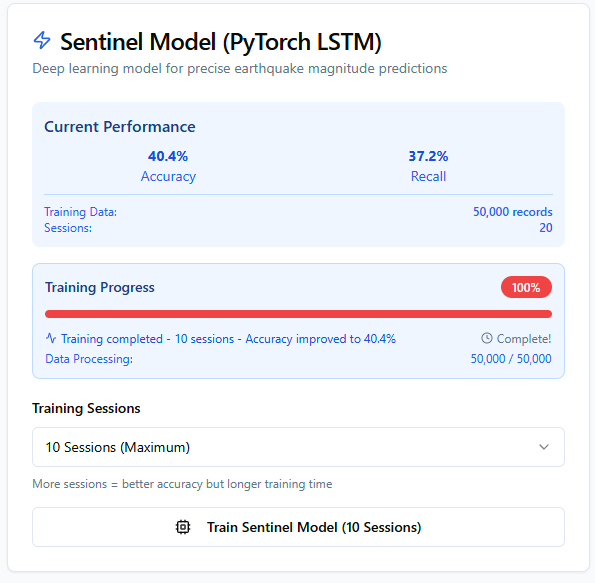 Sentinel Model (PyTorch LSTM)
Deep learning model for precise earthquake magnitude predictions
Current Performance
40.4% 37.2%
Accuracy Recall
Training Data: 50,000 records
Sessions: 20
Training Progress 100%
Training completed - 10 sessions - Accuracy improved to 40.4% Complete!
Data Processing: 50,000 / 50,000
Training Sessions
10 Sessions (Maximum)
More sessions = better accuracy but longer training time
Train Sentinel Model (10 Sessions)